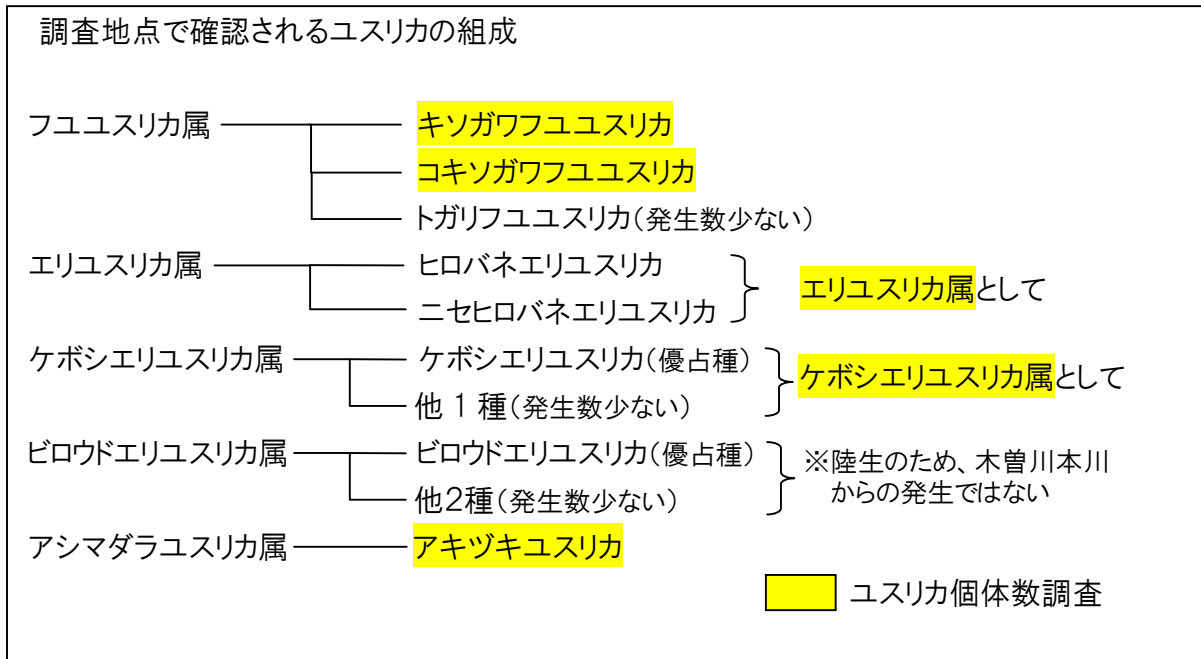 調査地点で確認されるユスリカの組成
フユユスリカ属
キソガワフユユスリカ
コキソガワフユユスリカ
トガリフユユスリカ(発生数少ない)
エリユスリカ属
ヒロバネエリユスリカ
ニセヒロバネエリユスリカ
エリユスリカ属として
ケボシエリユスリカ属
ケボシエリユスリカ(優占種)
他 1 種(発生数少ない)
ケボシエリユスリカ属として
ビロウドエリユスリカ属
ビロウドエリユスリカ(優占種)
他2種(発生数少ない)
※陸生のため、木曽川本川
からの発生ではない
アシマダラユスリカ属
アキヅキユスリカ
ユスリカ個体数調査